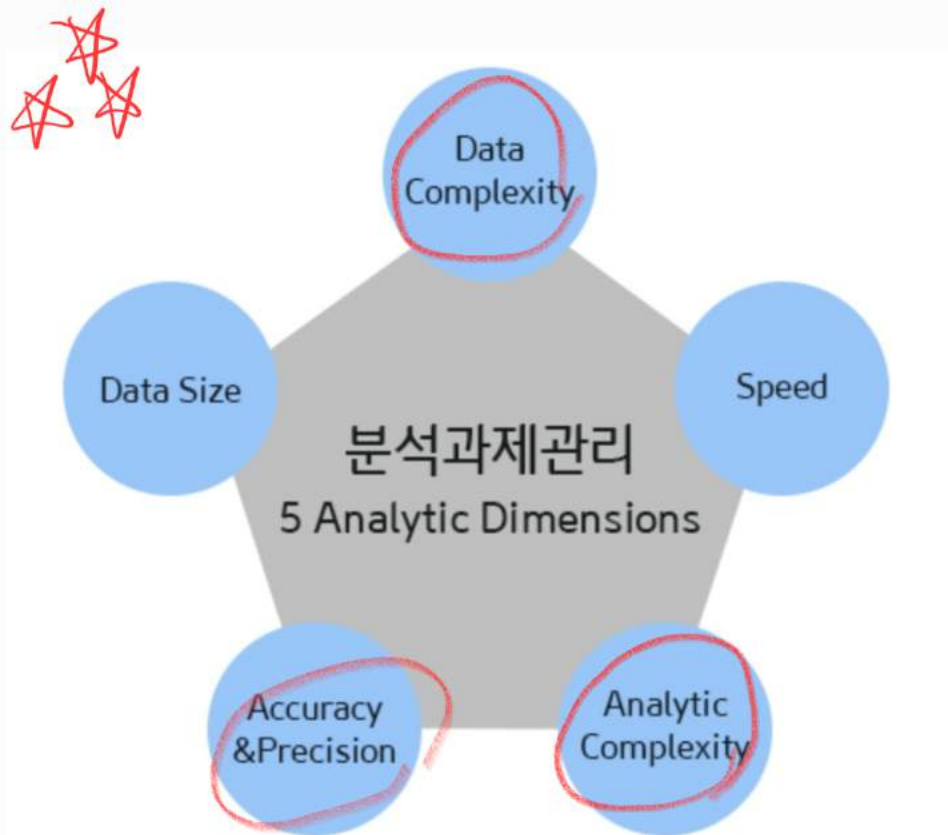 Data
Complexity
Data Size
Speed
분석과제관리
5 Analytic Dimensions
Accuracy
&Precision
Analytic
Complexity